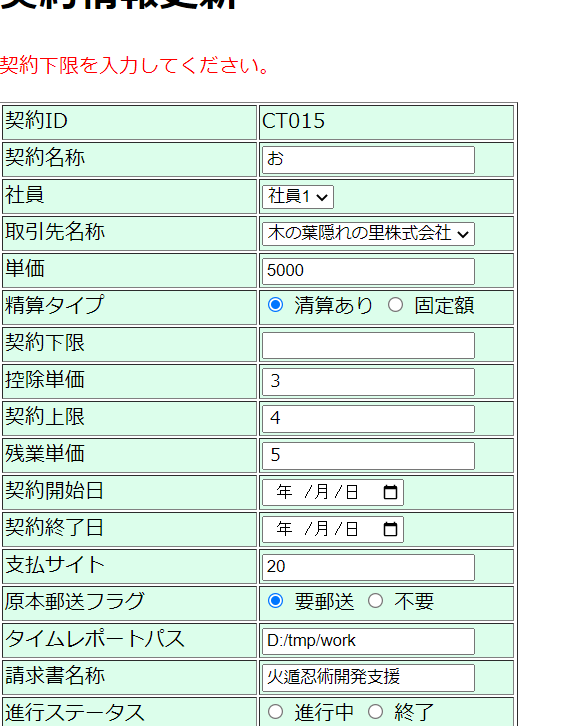 契約情報更新
契約下限を入力してください。
契約ID CT015
契約名称 お
社員 社員1
取引先名称 木の葉隠れの里株式会社
単価 5000
精算タイプ 清算あり 固定額
契約下限
控除単価 3
契約上限 4
残業単価 5
契約開始日 年 /月/日
契約終了日 年 /月/日
支払サイト 20
原本郵送フラグ 要郵送 不要
タイムレポートパス D:/tmp/work
請求書名称 火遁忍術開発支援
進行ステータス 進行中 終了